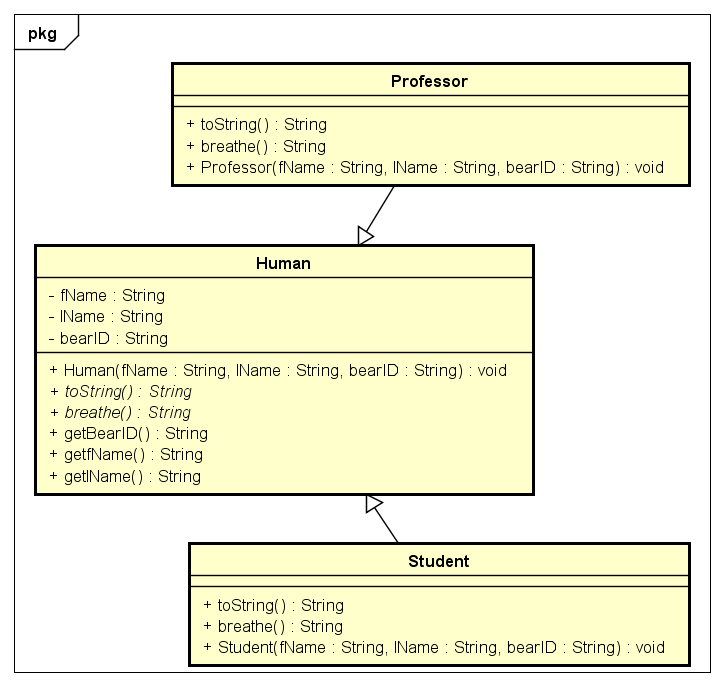 pkg
Professor
+ toString() : String
+ breathe() : String
+ Professor(fName : String, lName : String, bearID : String) : void
Human
- fName : String
- lName : String
- bearID : String
+ Human(fName : String, lName : String, bearID : String) : void
+ toString() : String
+ breathe() : String
+ getBearID() : String
+ getfName() : String
+ getlName() : String
Student
+ toString() : String
+ breathe() : String
+ Student(fName : String, lName : String, bearID : String) : void